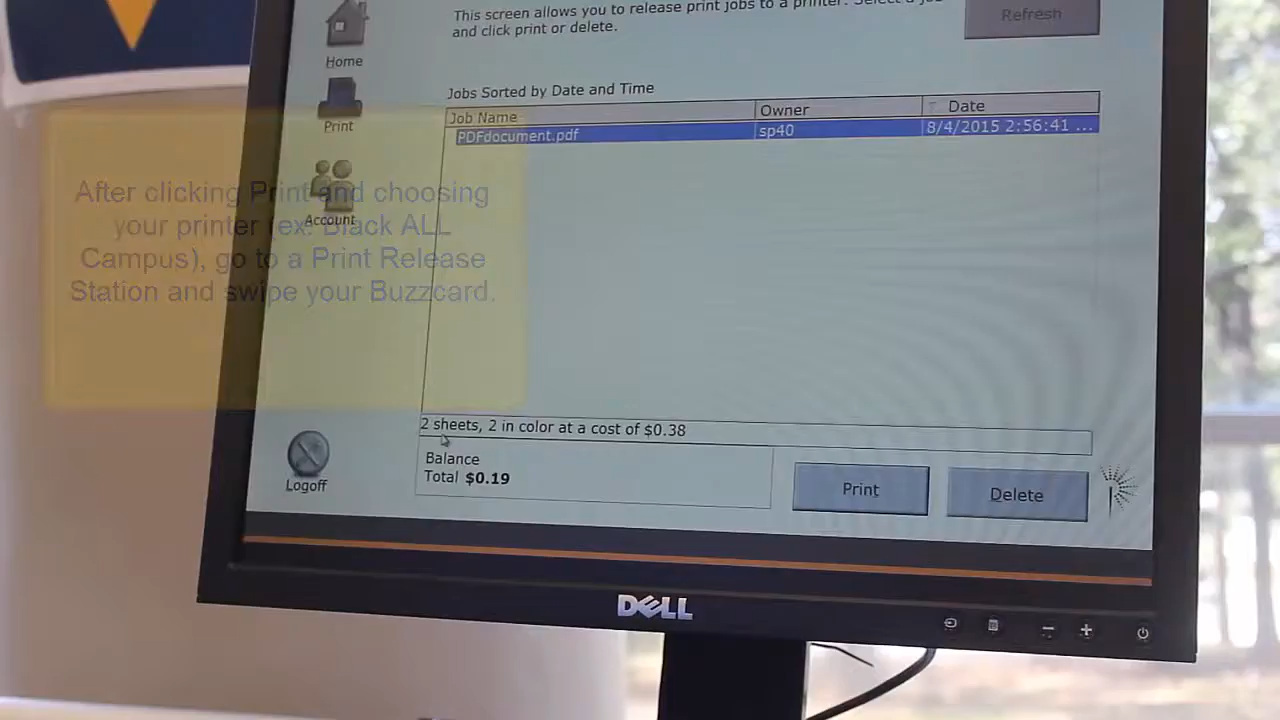 This screen allows you to release print jobs to a printer. Select a
and click print or delete.
Refresh
Home
Print
Account
Jobs Sorted by Date and Time
Job Name Owner Date
PDFdocument.pdf sp40 8/4/2015 2:56:41 ...
After clicking Print and choosing
your printer (ex. Black ALL
Campus), go to a Print Release
Station and swipe your Buzzcard.
2 sheets, 2 in color at a cost of $0.38
Balance
Total $0.19
Print
Delete
Logoff
DELL